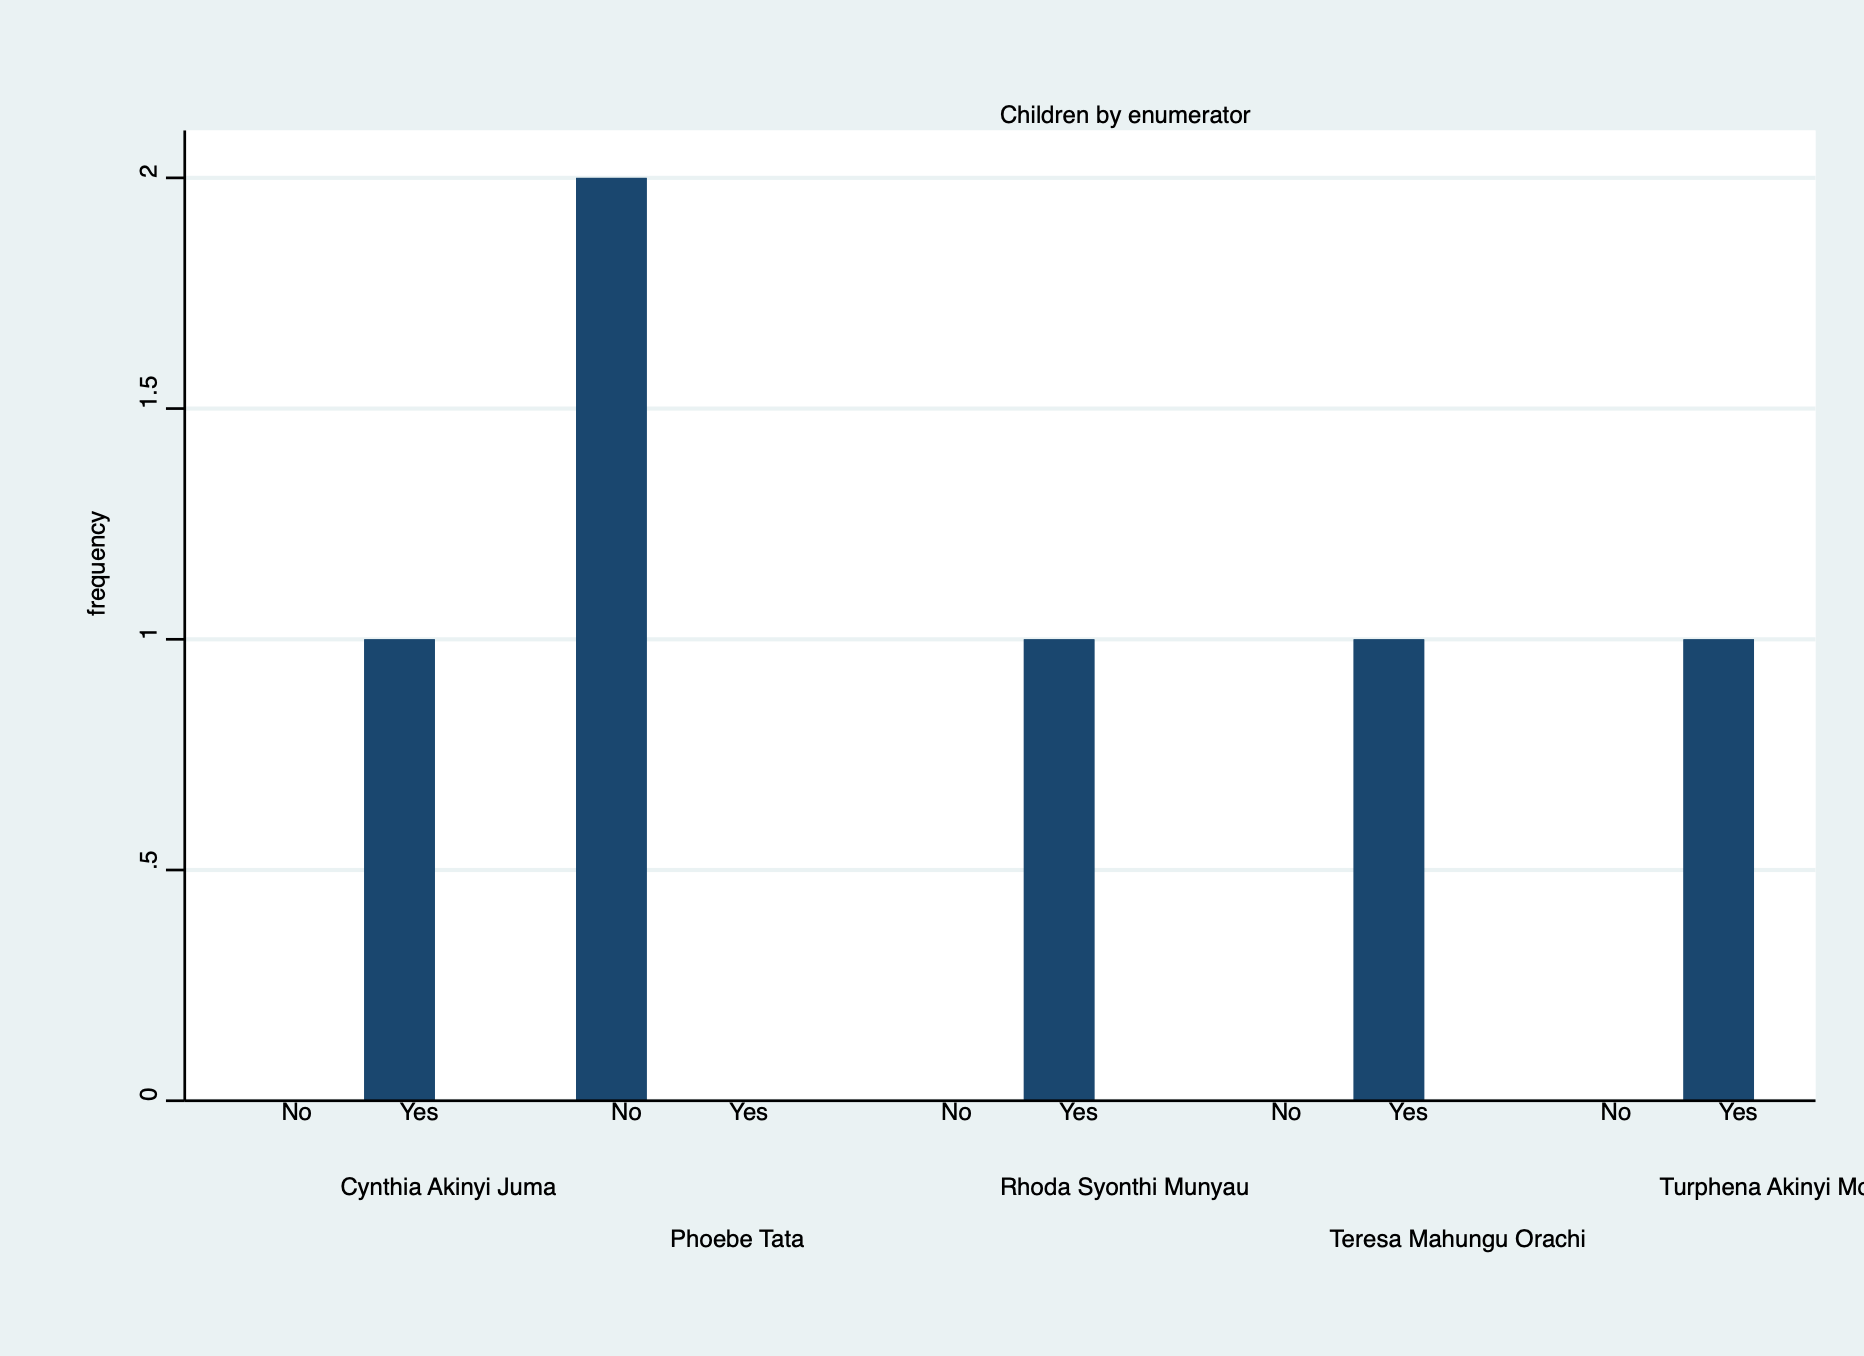 Children by enumerator
2
1.5
1
.5
0
frequency
No Yes No Yes No Yes No Yes No Yes
Cynthia Akinyi Juma Rhoda Syonthi Munyau Turphena Akinyi
Phoebe Tata Teresa Mahungu Orachi